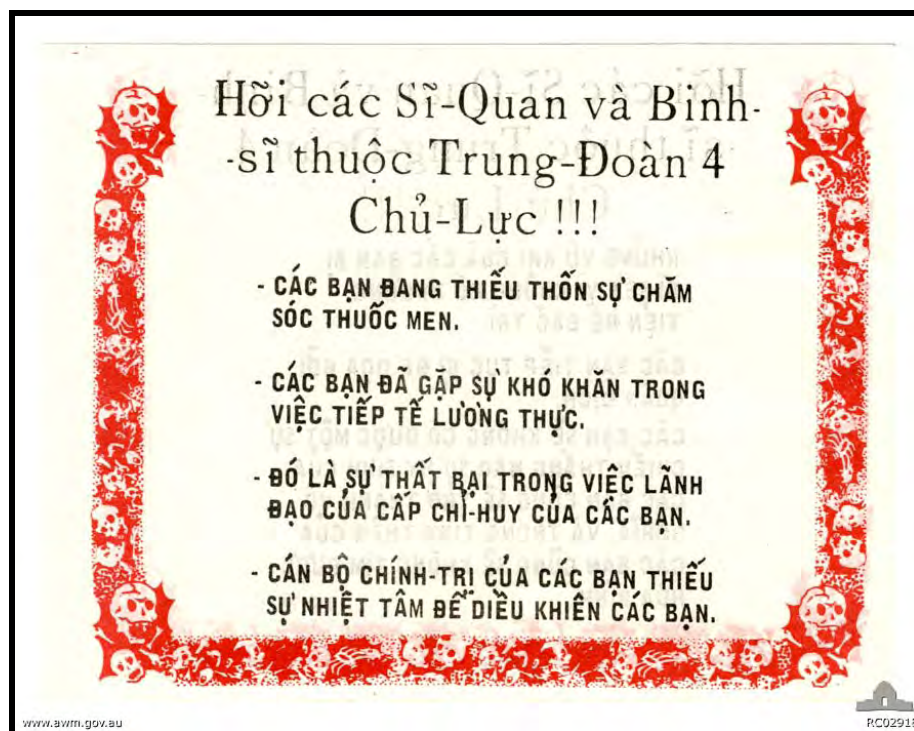 Hỡi các Sĩ-Quan và Binh-
-sĩ thuộc Trung-Đoàn 4
Chủ-Lực !!!
- CÁC BẠN ĐANG THIẾU THỐN SỰ CHĂM
SÓC THUỐC MEN.
- CÁC BẠN ĐÃ GẶP SỰ KHÓ KHĂN TRONG
VIỆC TIẾP TẾ LƯƠNG THỰC.
- ĐÓ LÀ SỰ THẤT BẠI TRONG VIỆC LÃNH
ĐẠO CỦA CẤP CHỈ-HUY CỦA CÁC BẠN.
- CÁN BỘ CHÍNH-TRỊ CỦA CÁC BẠN THIẾU
SỰ NHIỆT TÂM ĐỂ DIỀU KHIỂN CÁC BẠN.
www.awm.gov.au
RC02918